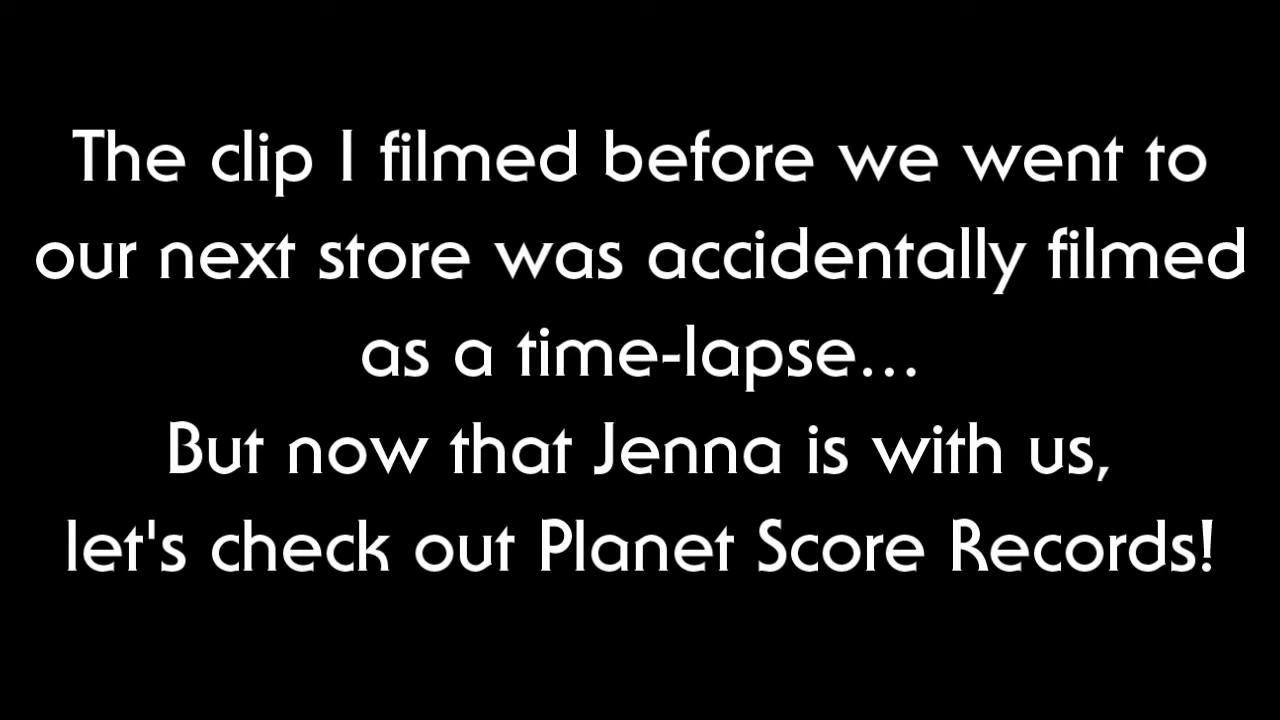 The clip I filmed before we went to
our next store was accidentally filmed
as a time-lapse...
But now that Jenna is with us,
let's check out Planet Score Records!